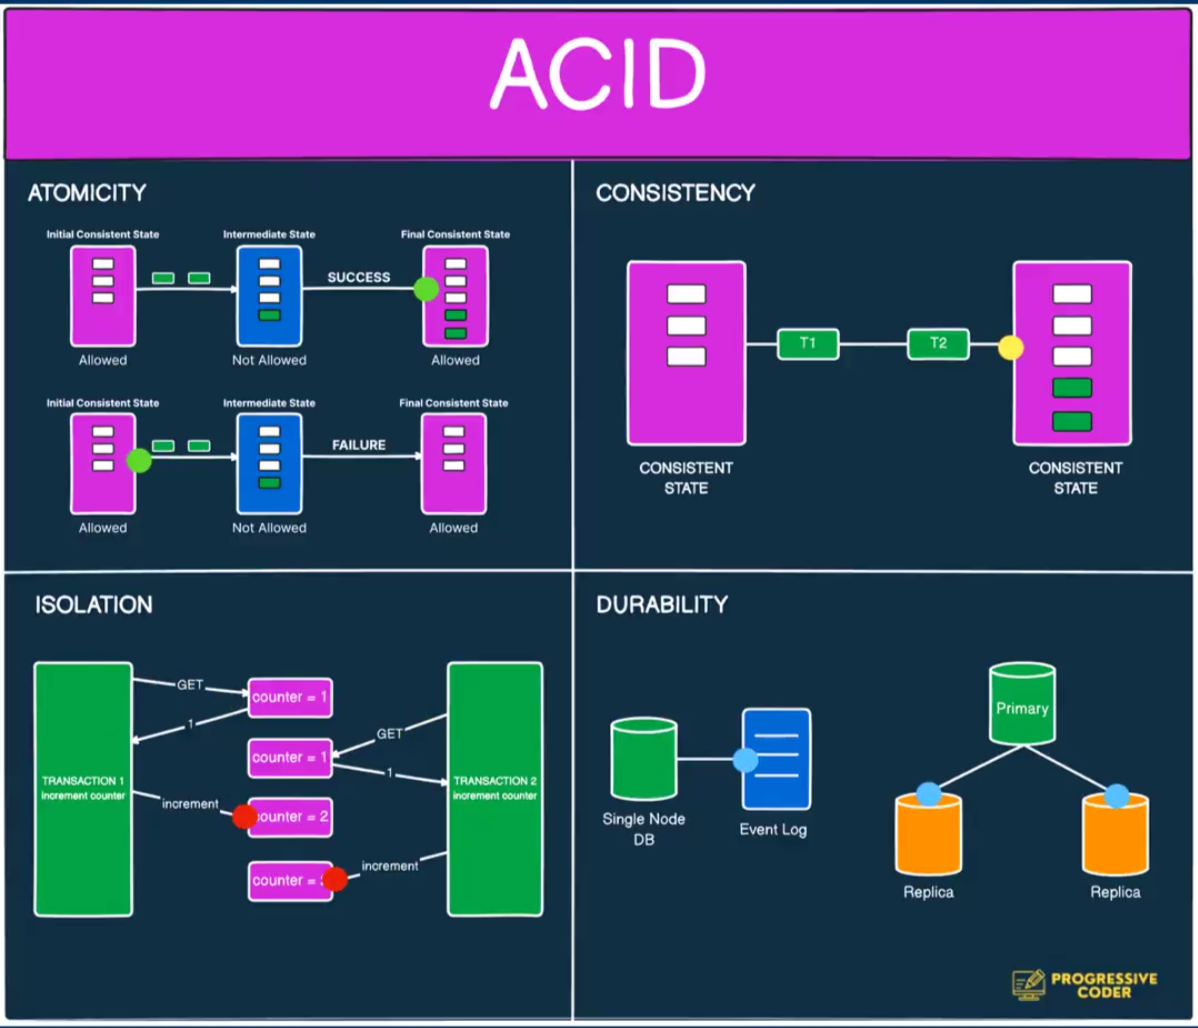 ACID
ATOMICITY
Initial Consistent State
Intermediate State
Final Consistent State
SUCCESS
Allowed
Not Allowed
Allowed
Initial Consistent State
Intermediate State
Final Consistent State
FAILURE
Allowed
Not Allowed
Allowed
CONSISTENCY
T1
T2
CONSISTENT
STATE
CONSISTENT
STATE
ISOLATION
TRANSACTION 1
increment counter
GET
counter = 1
1
GET
counter = 1
1
increment
counter = 2
increment
counter =
TRANSACTION 2
increment counter
DURABILITY
Single Node
DB
Event Log
Primary
Replica
Replica
PROGRESSIVE
CODER